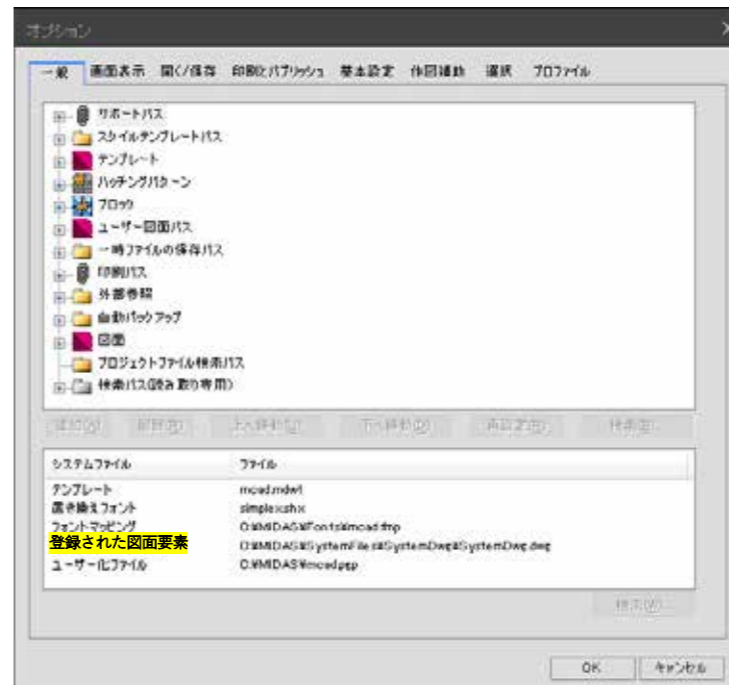 オプション
一般 画面表示 開く/保存 印刷とパブリッシュ 基本設定 作図補助 選択 プロファイル
サポートパス
スタイルテンプレートパス
テンプレート
ハッチングパターン
ブロック
ユーザー図面パス
一時ファイルの保存パス
印刷パス
外部参照
自動バックアップ
図面
プロジェクトファイル検索パス
検索パス(読み取り専用)
システムファイル ファイル
テンプレート mcad.mdwt
置き換えフォント simplex.shx
フォントマッピング C:¥MIDAS¥Fonts¥mcad.fmp
登録された図面要素 C:¥MIDAS¥SystemFiles¥SystemDwg¥SystemDwg.dwg
ユーザー化ファイル C:¥MIDAS¥mcad.pgp
OK キャンセル